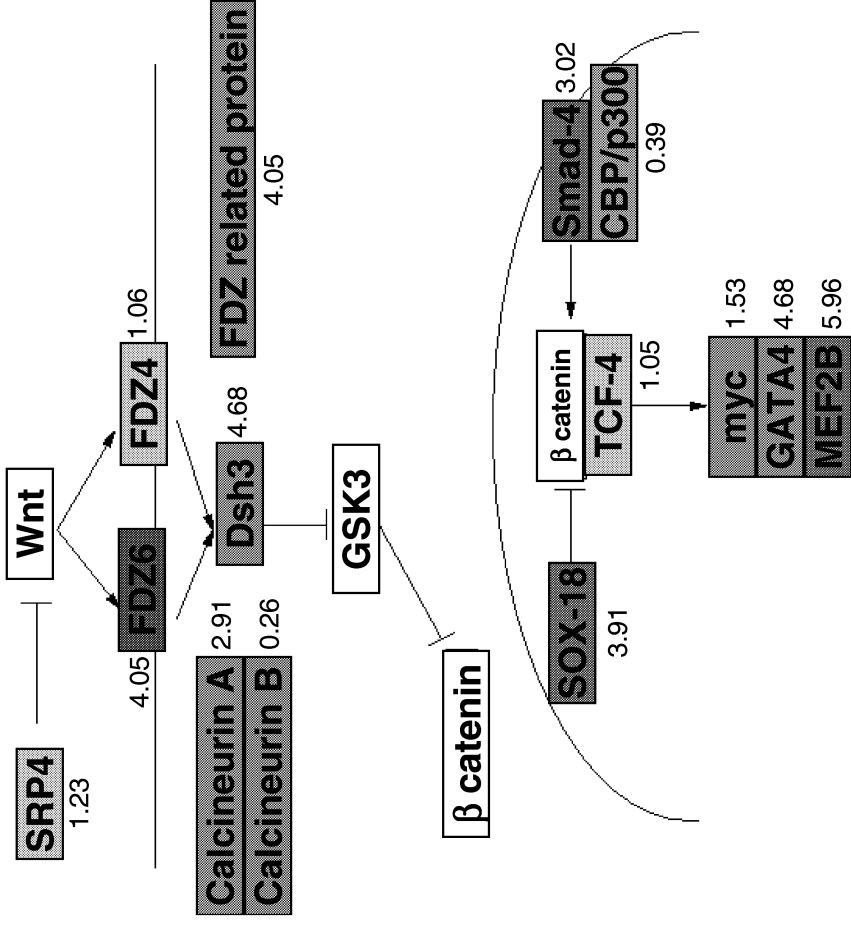 Wnt
SRP4
1.23
FDZ6
4.05
FDZ4
1.06
FDZ related protein
4.05
Calcineurin A
2.91
Calcineurin B
0.26
Dsh3
4.68
GSK3
β catenin
Smad-4
3.02
CBP/p300
0.39
SOX-18
3.91
β catenin
TCF-4
1.05
myc
1.53
GATA4
4.68
MEF2B
5.96